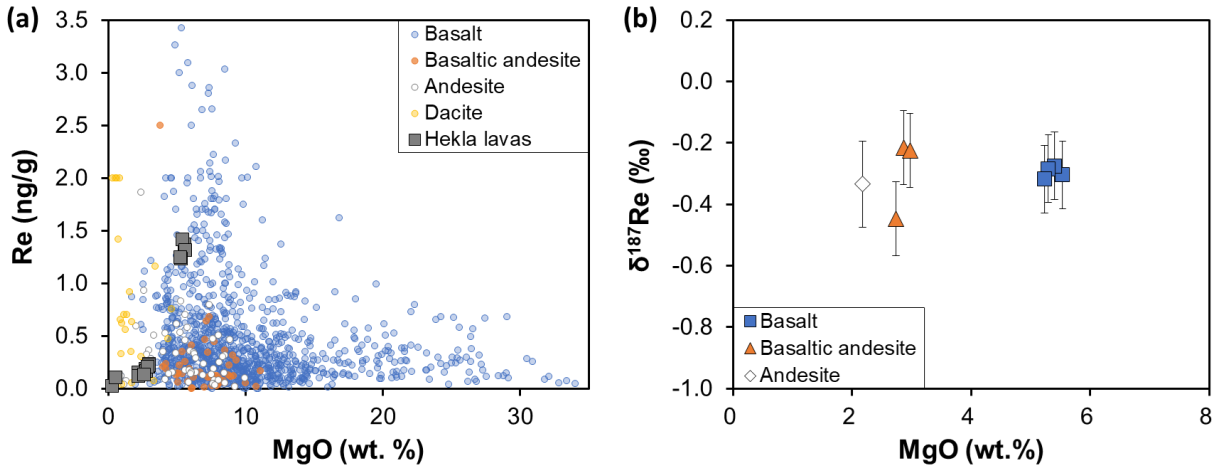 (a)
3.5
3.0
2.5
2.0
1.5
1.0
0.5
0.0
Re (ng/g)
0 10 20 30
MgO (wt. %)
Basalt
Basaltic andesite
Andesite
Dacite
Hekla lavas
(b)
0.2
0.0
-0.2
-0.4
-0.6
-0.8
-1.0
δ¹⁸⁷Re (‰)
0 2 4 6 8
MgO (wt. %)
Basalt
Basaltic andesite
Andesite